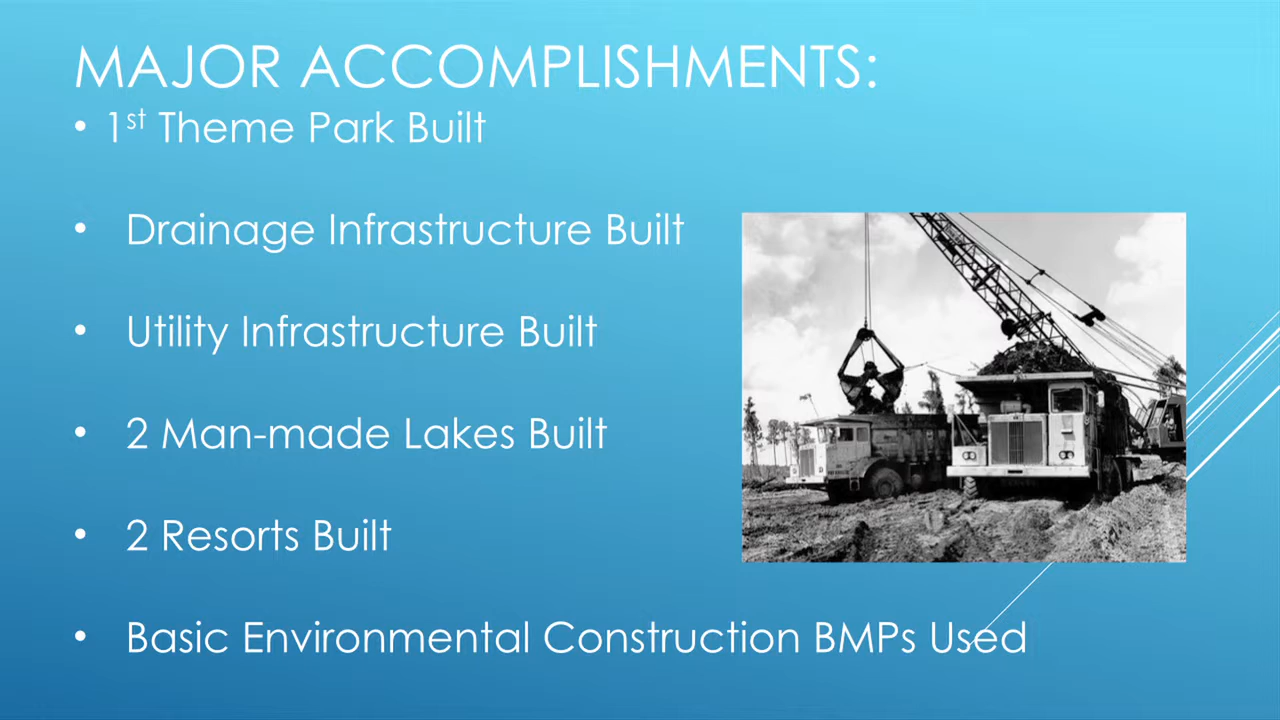 MAJOR ACCOMPLISHMENTS:
• 1st Theme Park Built
• Drainage Infrastructure Built
• Utility Infrastructure Built
• 2 Man-made Lakes Built
• 2 Resorts Built
• Basic Environmental Construction BMPs Used